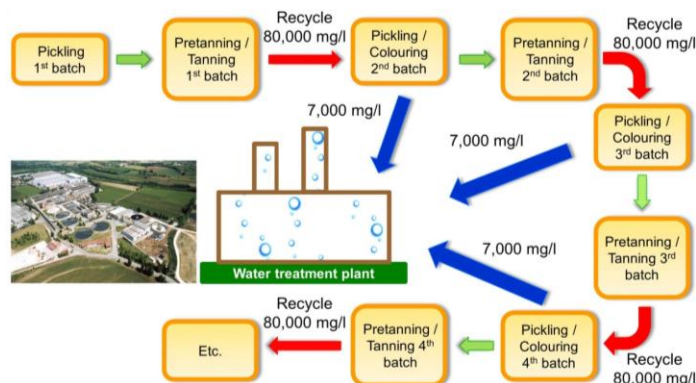 Recycle
80,000 mg/l
Recycle
80,000 mg/l
Pickling
1st batch
Pretanning /
Tanning
1st batch
Pickling /
Colouring
2nd batch
Pretanning /
Tanning
2nd batch
7,000 mg/l
7,000 mg/l
Pickling /
Colouring
3rd batch
Pretanning /
Tanning 3rd
batch
7,000 mg/l
Water treatment plant
Recycle
80,000 mg/l
Etc.
Pretanning /
Tanning 4th
batch
Pickling /
Colouring
4th batch
Recycle
80,000 mg/l